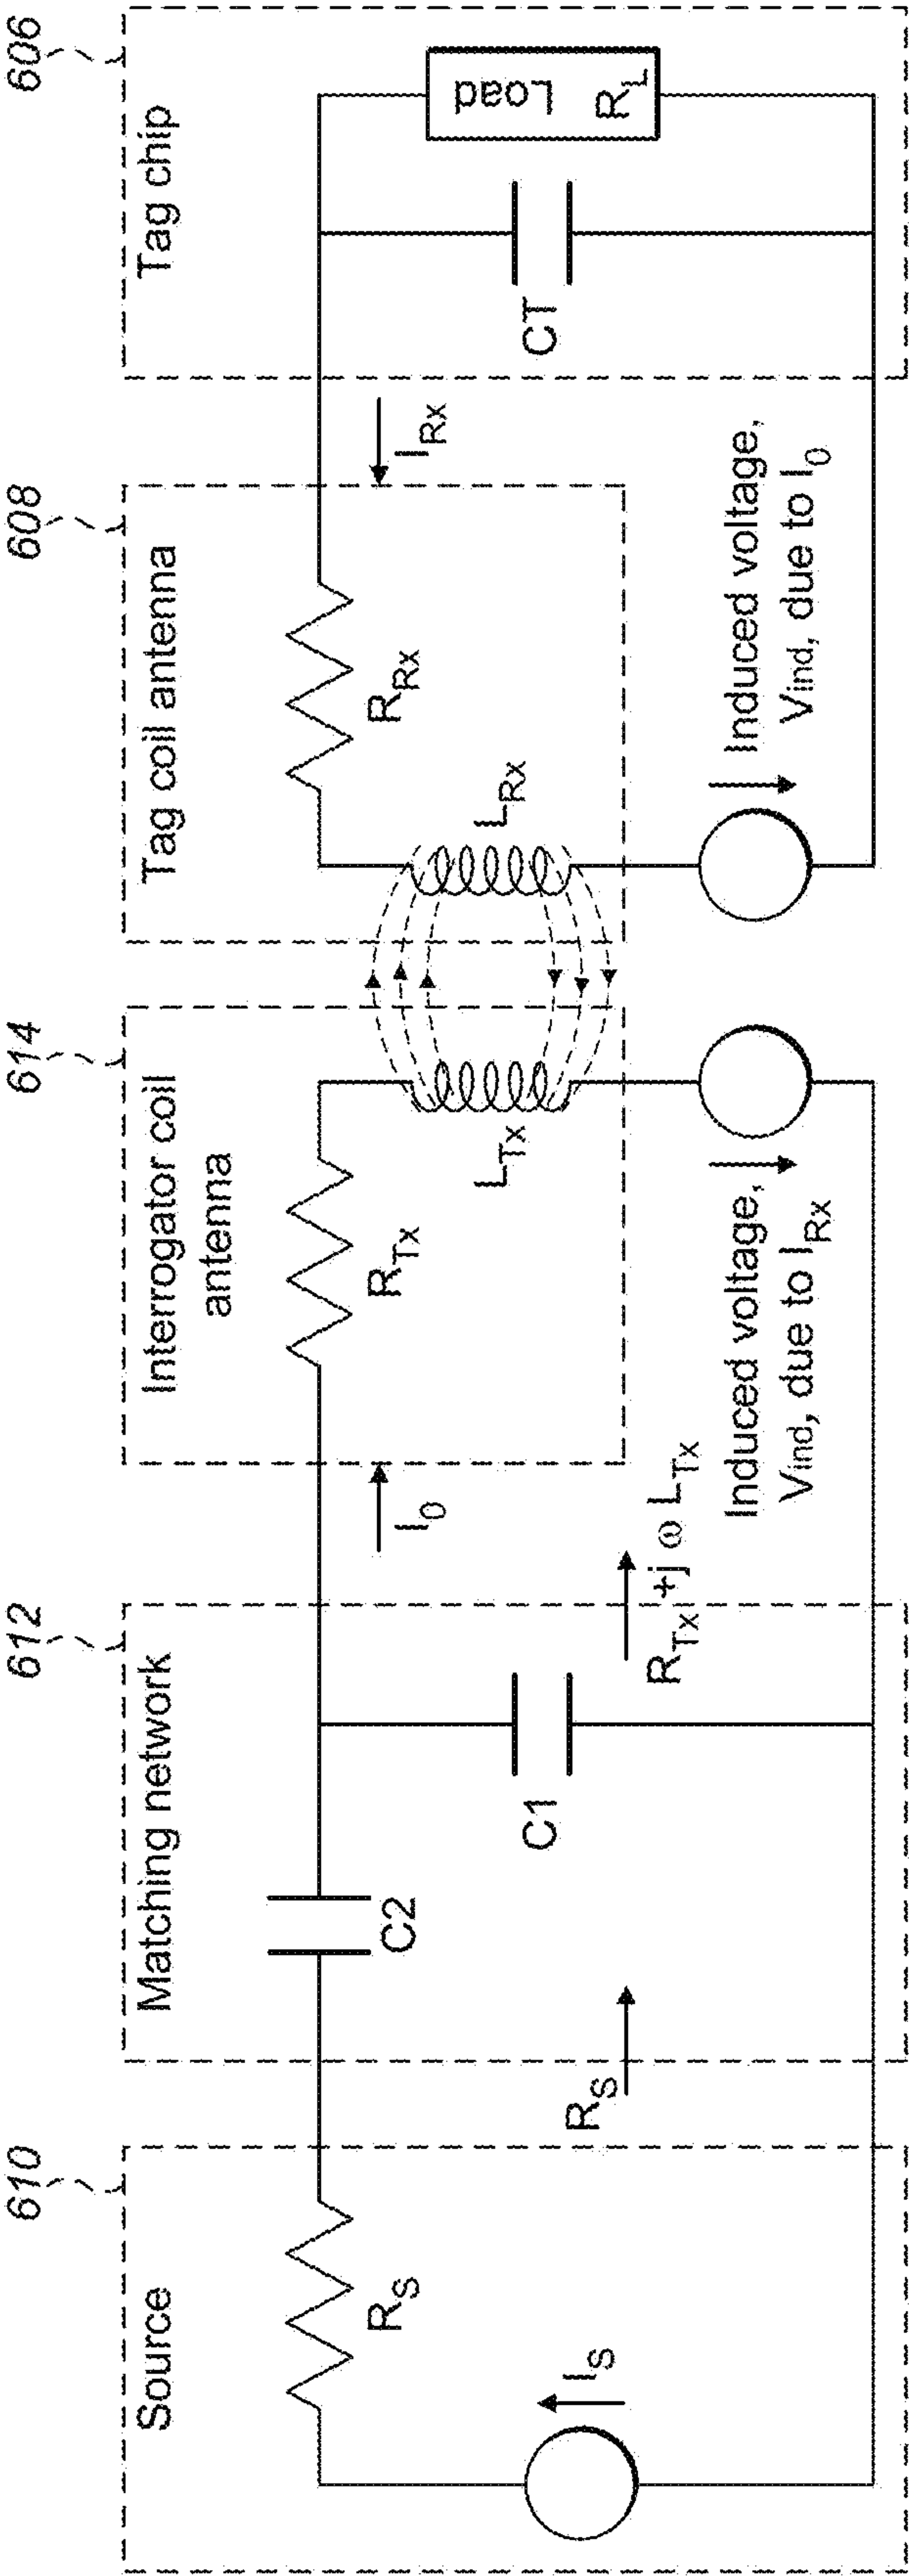 610
612
614
608
606
Source
R_S
I_S
R_S
Matching network
C2
C1
R_Tx +j ω L_Tx
I_0
Interrogator coil
antenna
R_Tx
L_Tx
Induced voltage,
Vind, due to I_Rx
Tag coil antenna
R_Rx
L_Rx
I_Rx
Induced voltage,
Vind, due to I_0
Tag chip
CT
Load
R_L